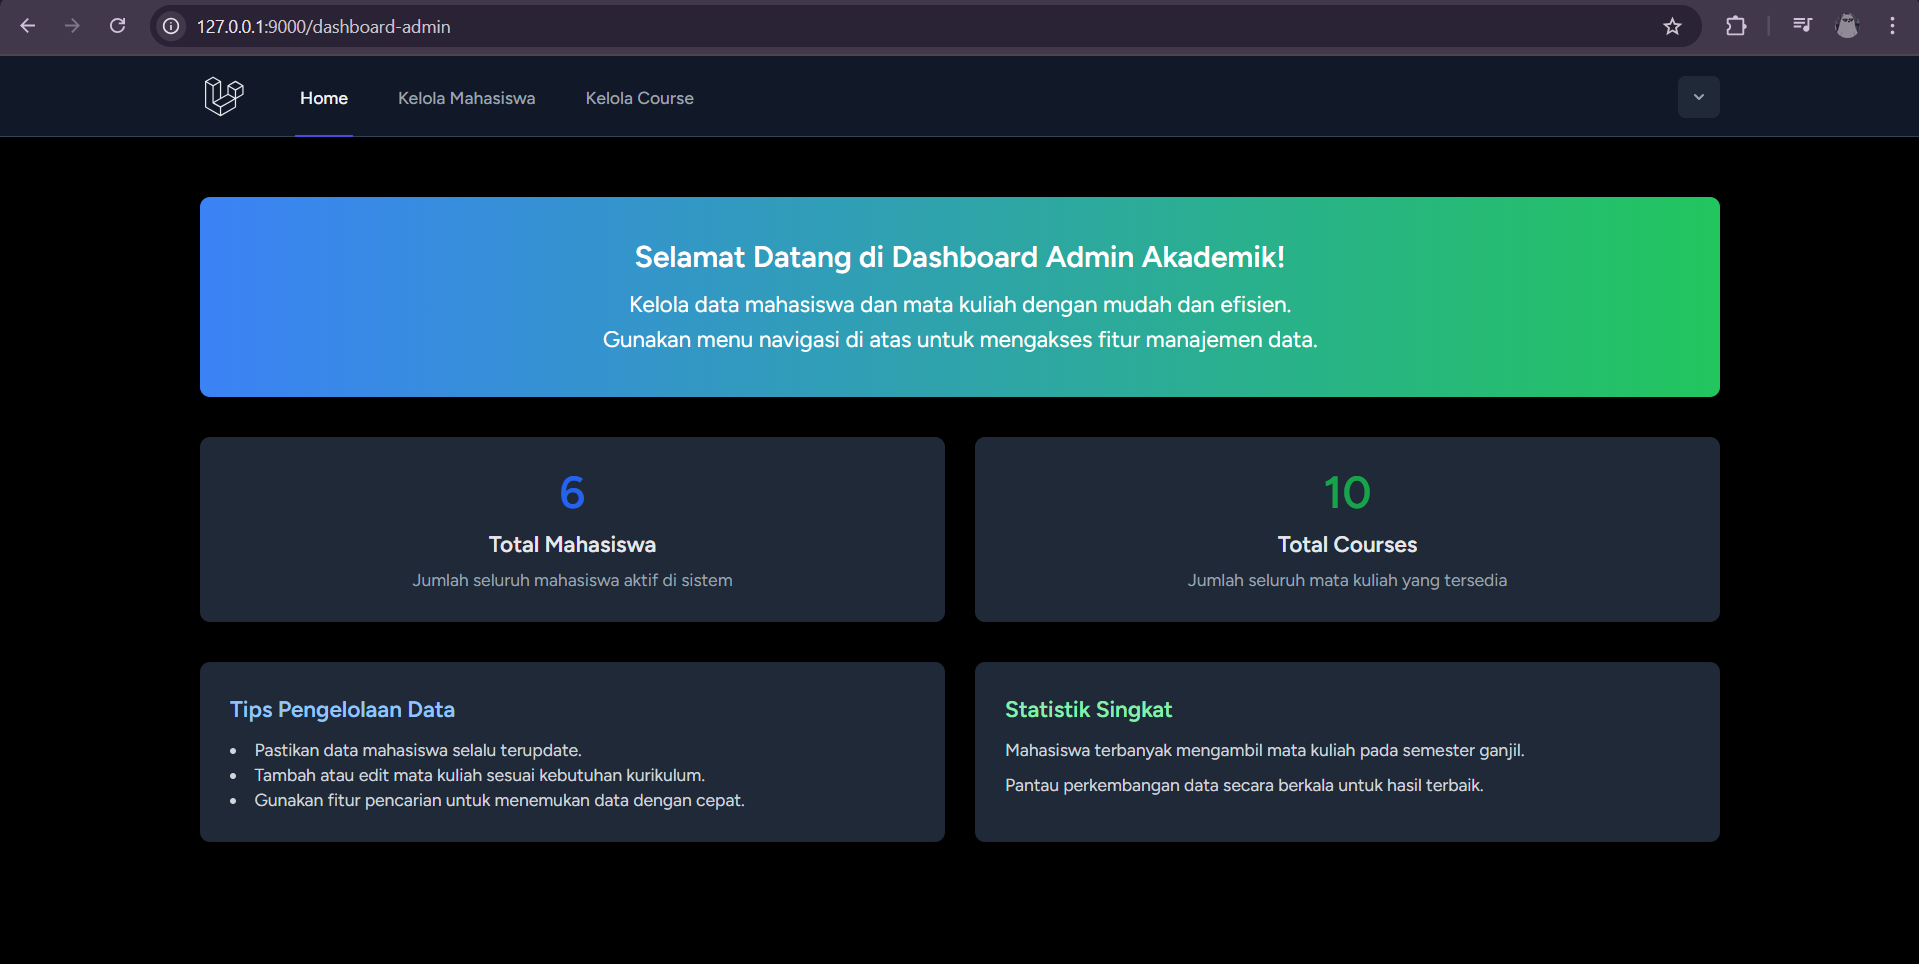 127.0.0.1:9000/dashboard-admin
Home Kelola Mahasiswa Kelola Course
Selamat Datang di Dashboard Admin Akademik!
Kelola data mahasiswa dan mata kuliah dengan mudah dan efisien.
Gunakan menu navigasi di atas untuk mengakses fitur manajemen data.
6
Total Mahasiswa
Jumlah seluruh mahasiswa aktif di sistem
10
Total Courses
Jumlah seluruh mata kuliah yang tersedia
Tips Pengelolaan Data
• Pastikan data mahasiswa selalu terupdate.
• Tambah atau edit mata kuliah sesuai kebutuhan kurikulum.
• Gunakan fitur pencarian untuk menemukan data dengan cepat.
Statistik Singkat
Mahasiswa terbanyak mengambil mata kuliah pada semester ganjil.
Pantau perkembangan data secara berkala untuk hasil terbaik.